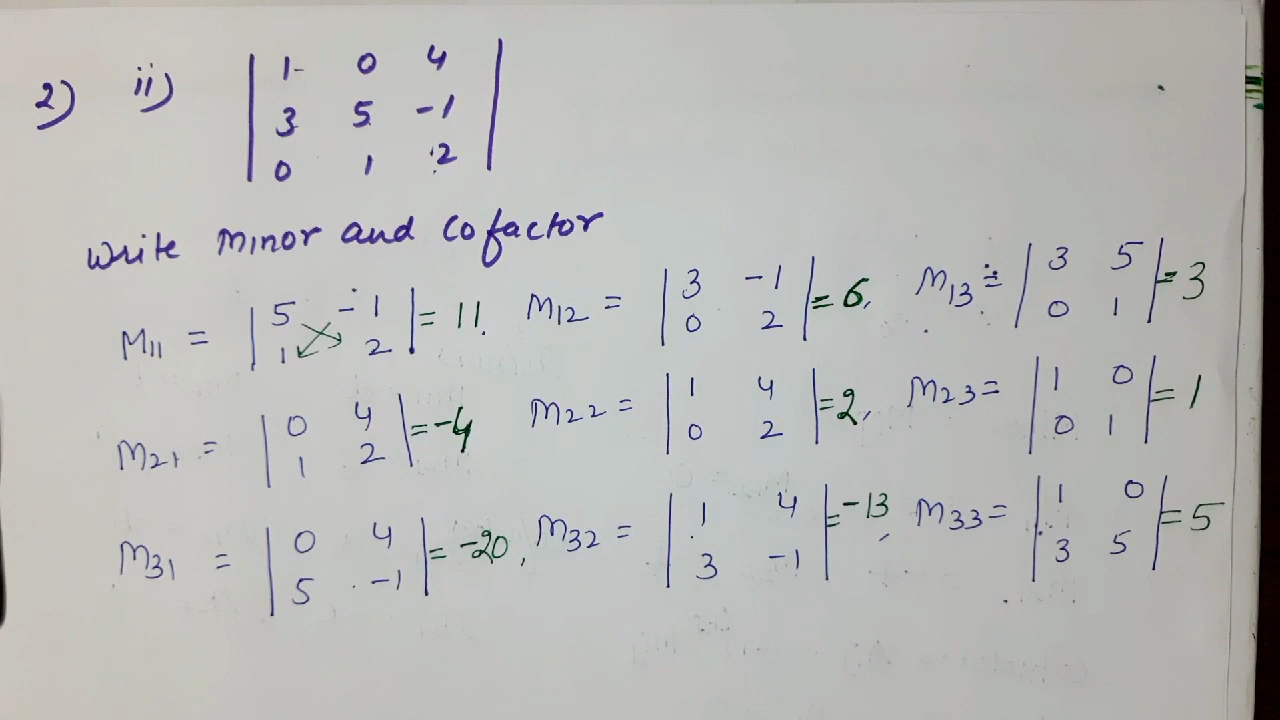 2) ii) | 1 0 4 |
| 3 5 -1 |
| 0 1 2 |
Write Minor and Cofactor
M11 = | 5 -1 | = 11, M12 = | 3 -1 | = 6, M13 = | 3 5 | = 3
| 1 2 | | 0 2 | | 0 1 |
M21 = | 0 4 | = -4 M22 = | 1 4 | = 2, M23 = | 1 0 | = 1
| 1 2 | | 0 2 | | 0 1 |
M31 = | 0 4 | = -20, M32 = | 1 4 | = -13, M33 = | 1 0 | = 5
| 5 -1 | | 3 -1 | | 3 5 |